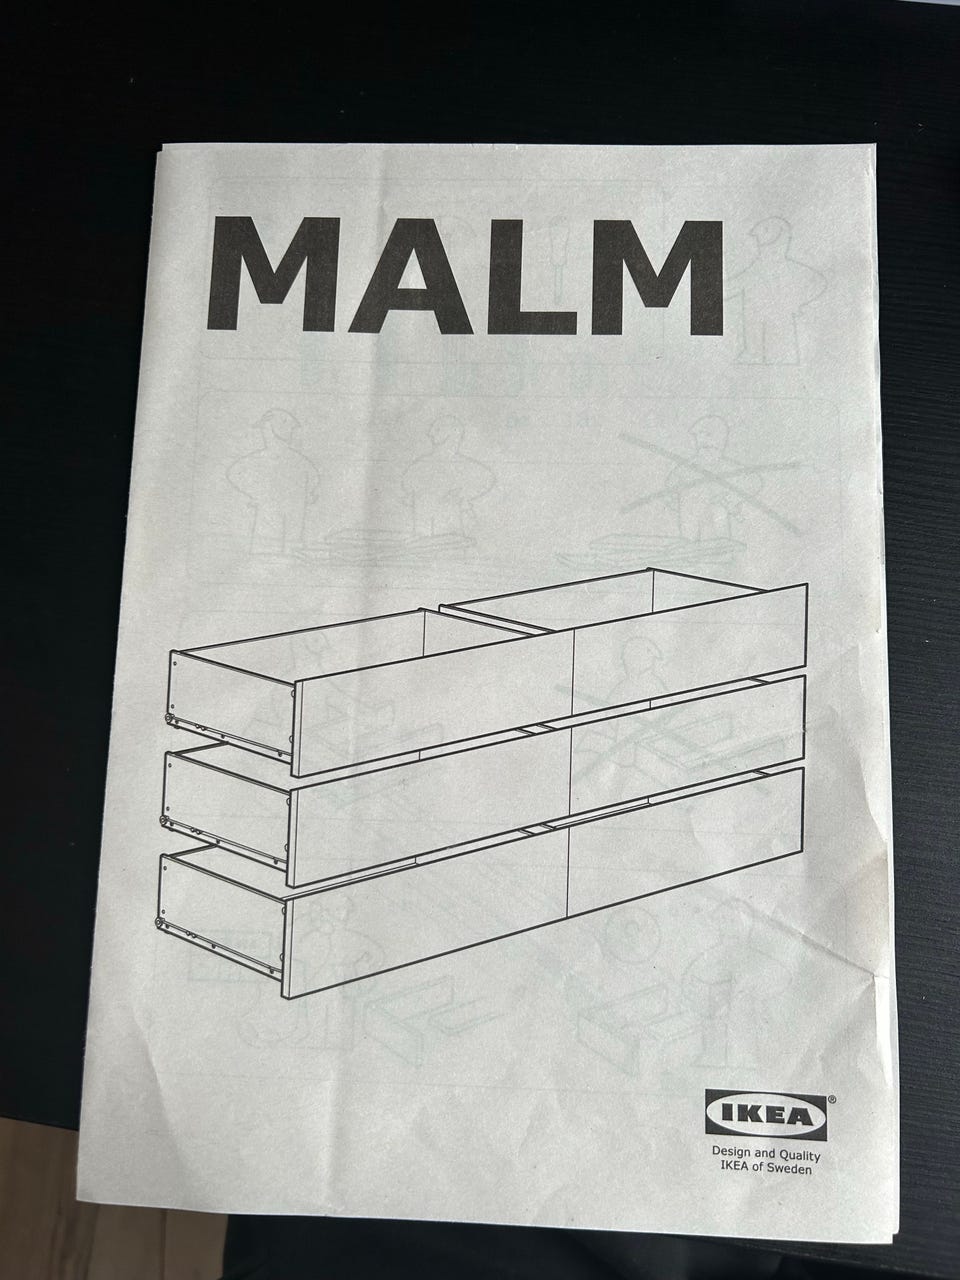 MALM
IKEA®
Design and Quality
IKEA of Sweden